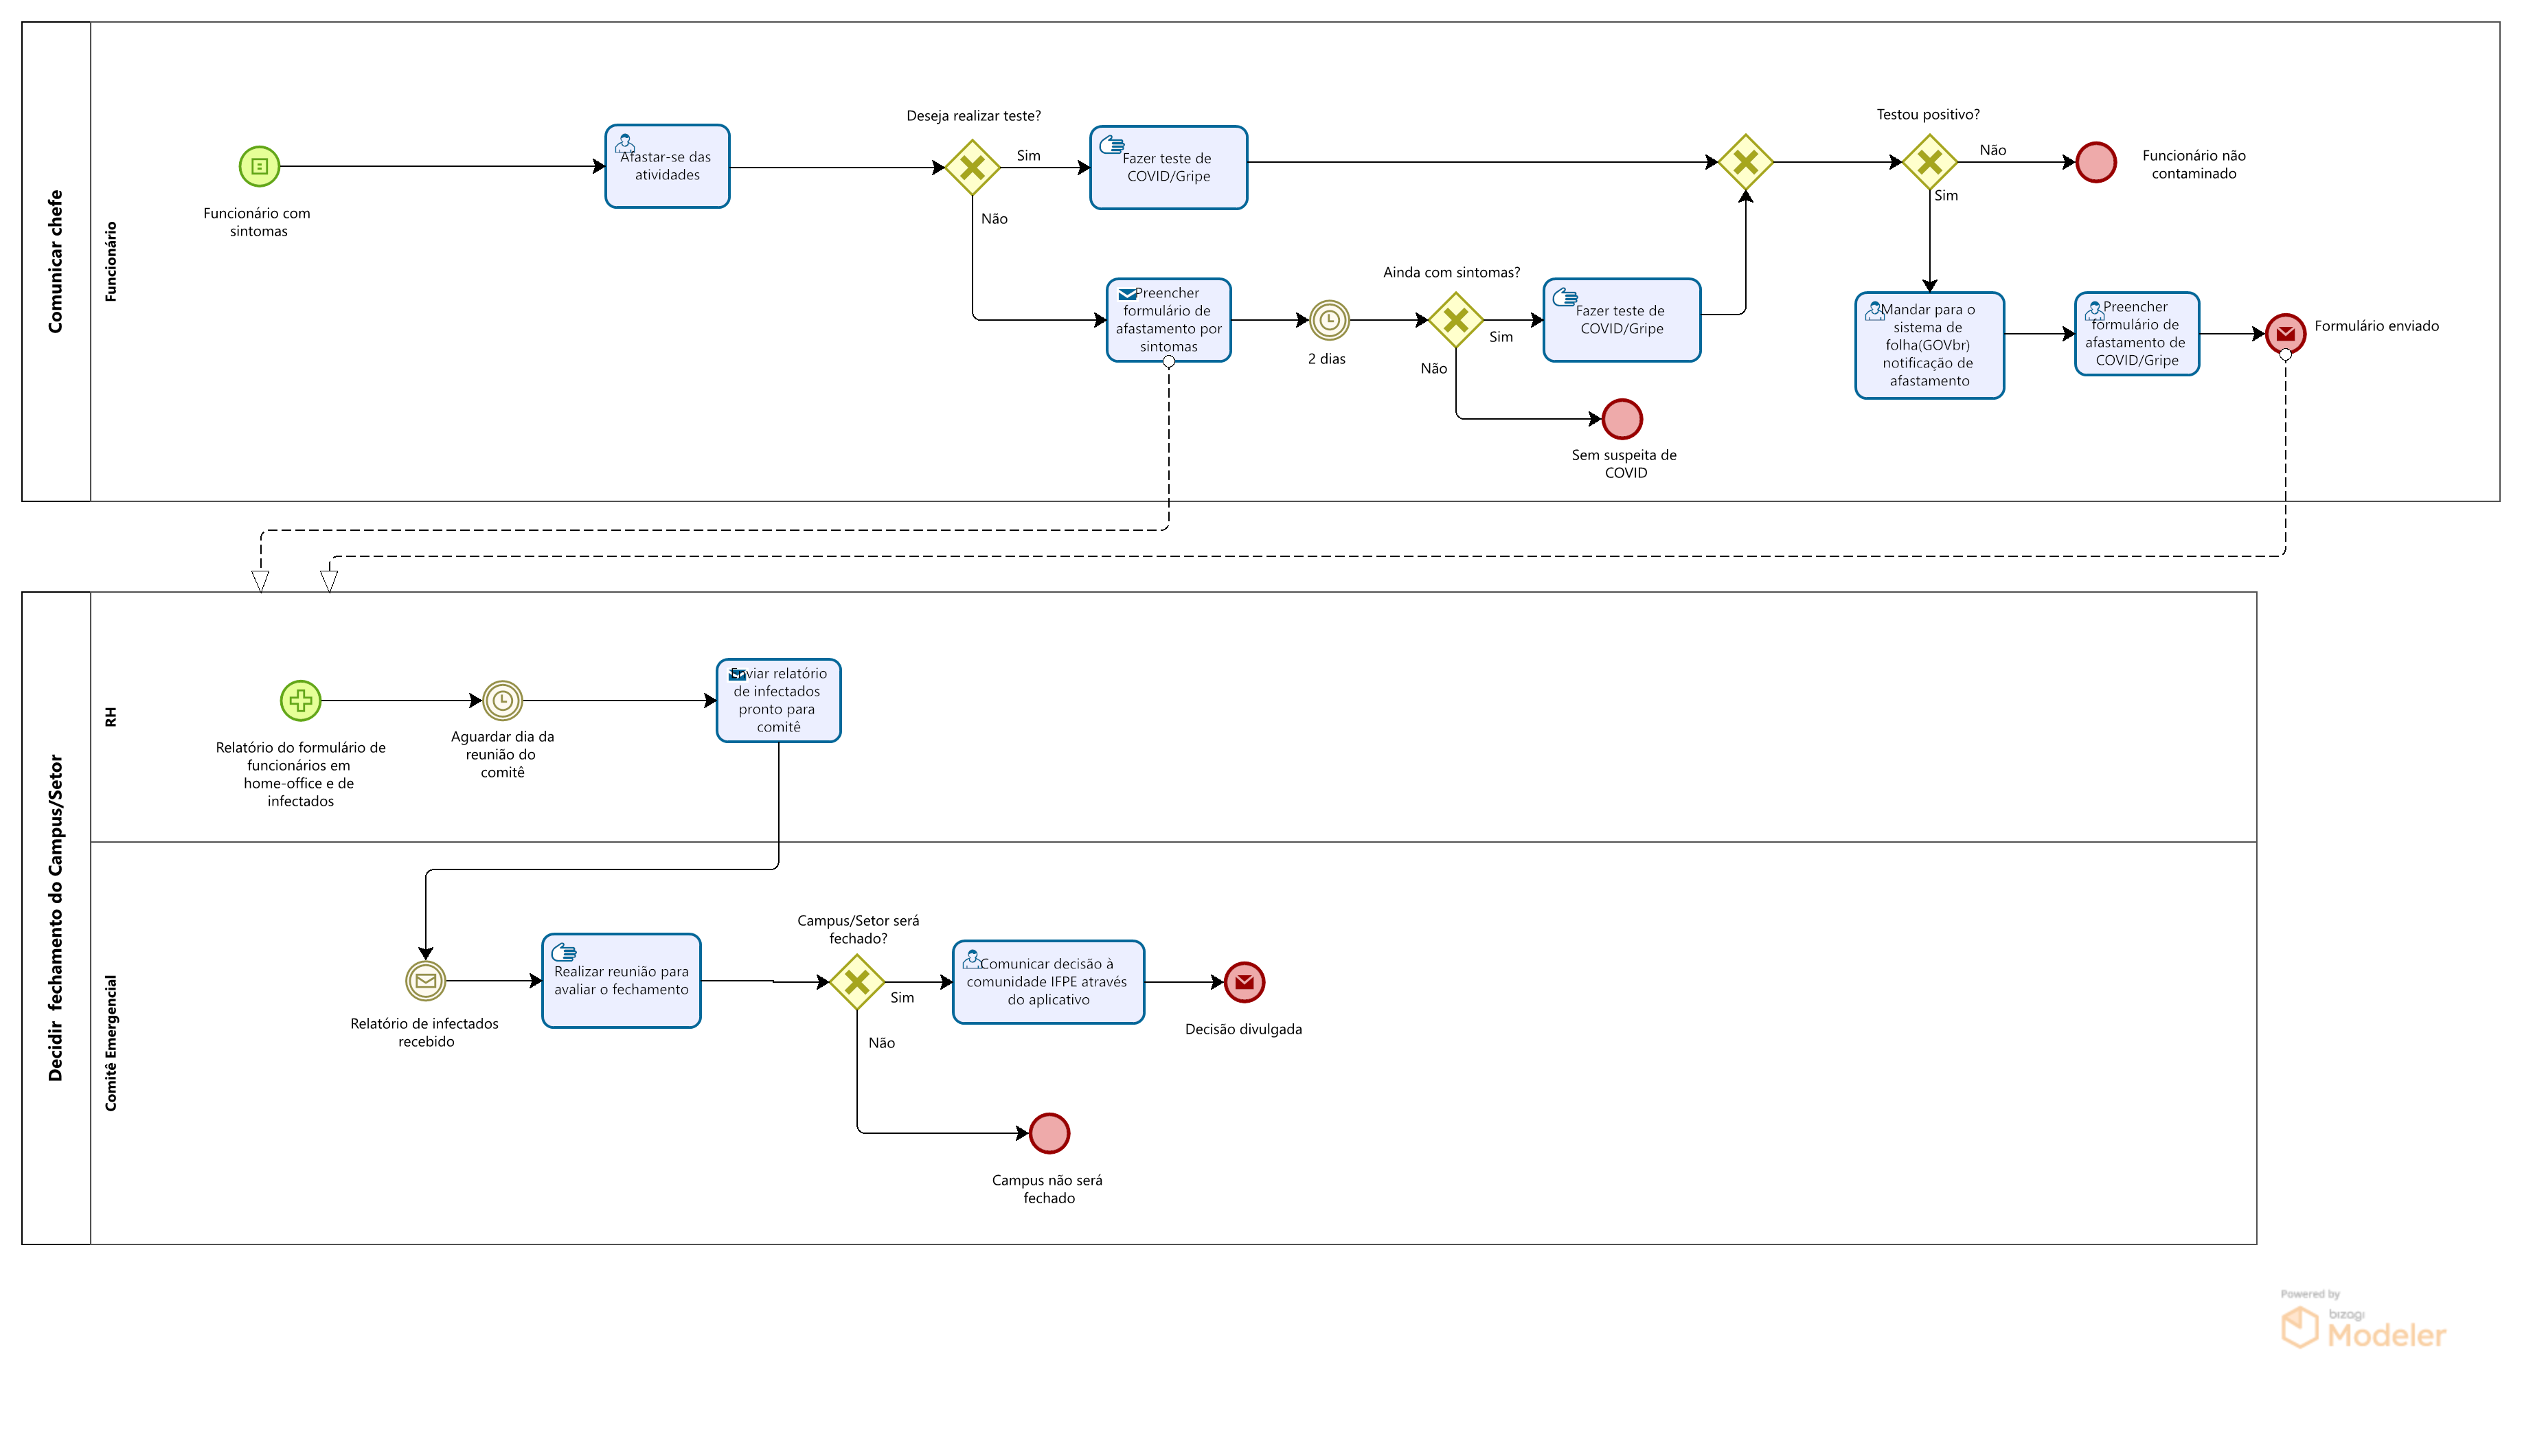 Comunicar chefe
Funcionário
Funcionário com
sintomas
Afastar-se das
atividades
Deseja realizar teste?
Sim
Não
Fazer teste de
COVID/Gripe
Preencher
formulário de
afastamento por
sintomas
2 dias
Ainda com sintomas?
Sim
Não
Fazer teste de
COVID/Gripe
Sem suspeita de
COVID
Testou positivo?
Não
Sim
Funcionário não
contaminado
Mandar para o
sistema de
folha(GOVbr)
notificação de
afastamento
Preencher
formulário de
afastamento de
COVID/Gripe
Formulário enviado
Decidir fechamento do Campus/Setor
RH
Relatório do formulário de
funcionários em
home-office e de
infectados
Aguardar dia da
reunião do
comitê
Enviar relatório
de infectados
pronto para
comitê
Comitê Emergencial
Relatório de infectados
recebido
Realizar reunião para
avaliar o fechamento
Campus/Setor será
fechado?
Sim
Não
Comunicar decisão à
comunidade IFPE através
do aplicativo
Decisão divulgada
Campus não será
fechado
Powered by
bizagi
Modeler